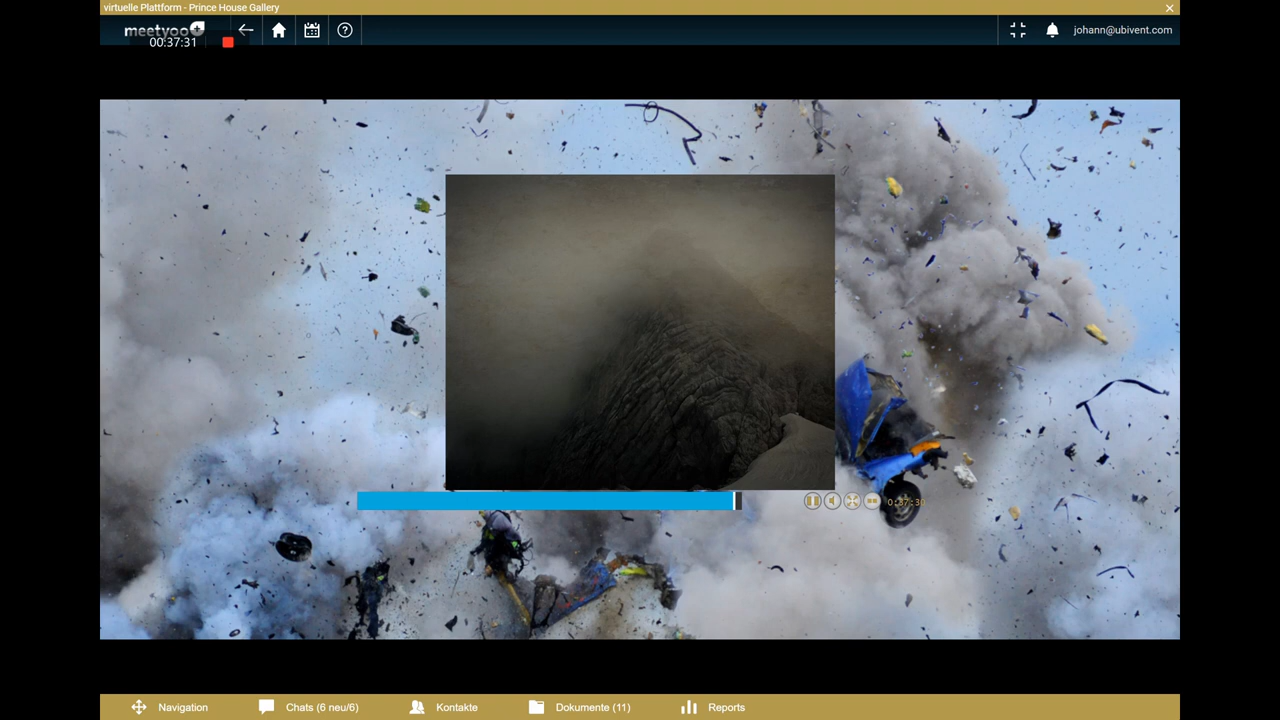 virtuelle Plattform - Prince House Gallery
meetyoo
johann@ubivent.com
00:37:31
Navigation
Chats (6 neu/6)
Kontakte
Dokumente (11)
Reports